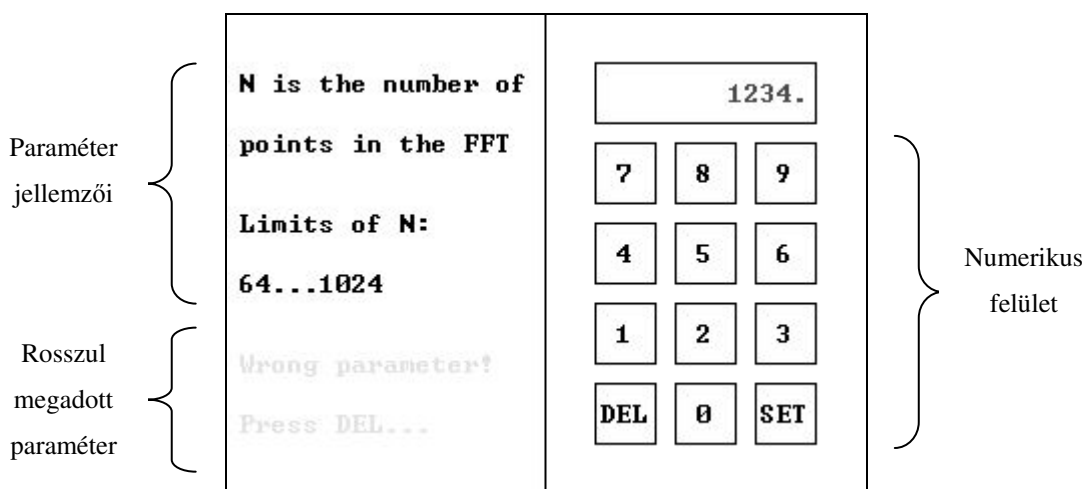 Paraméter
jellemzői
Rosszul
megadott
paraméter
N is the number of
points in the FFT
Limits of N:
64...1024
Wrong parameter!
Press DEL...
1234.
7 8 9
4 5 6
1 2 3
DEL 0 SET
Numerikus
felület